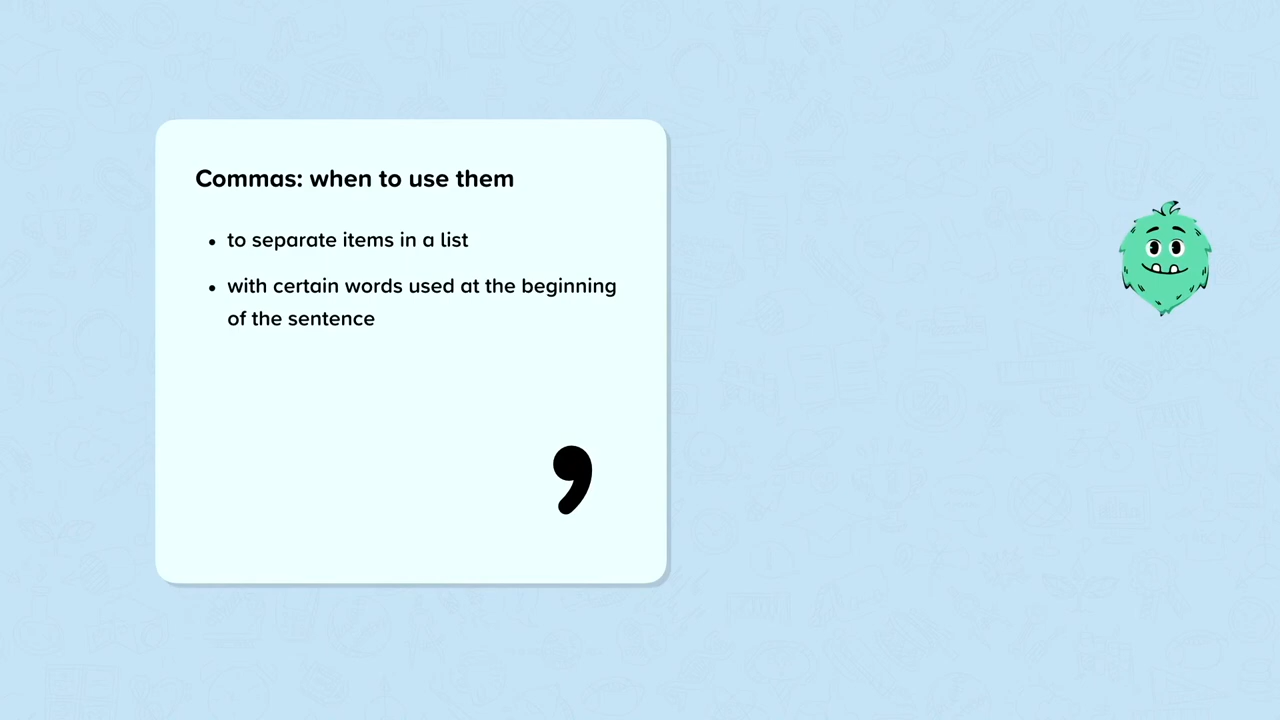 Commas: when to use them
• to separate items in a list
• with certain words used at the beginning
of the sentence
,